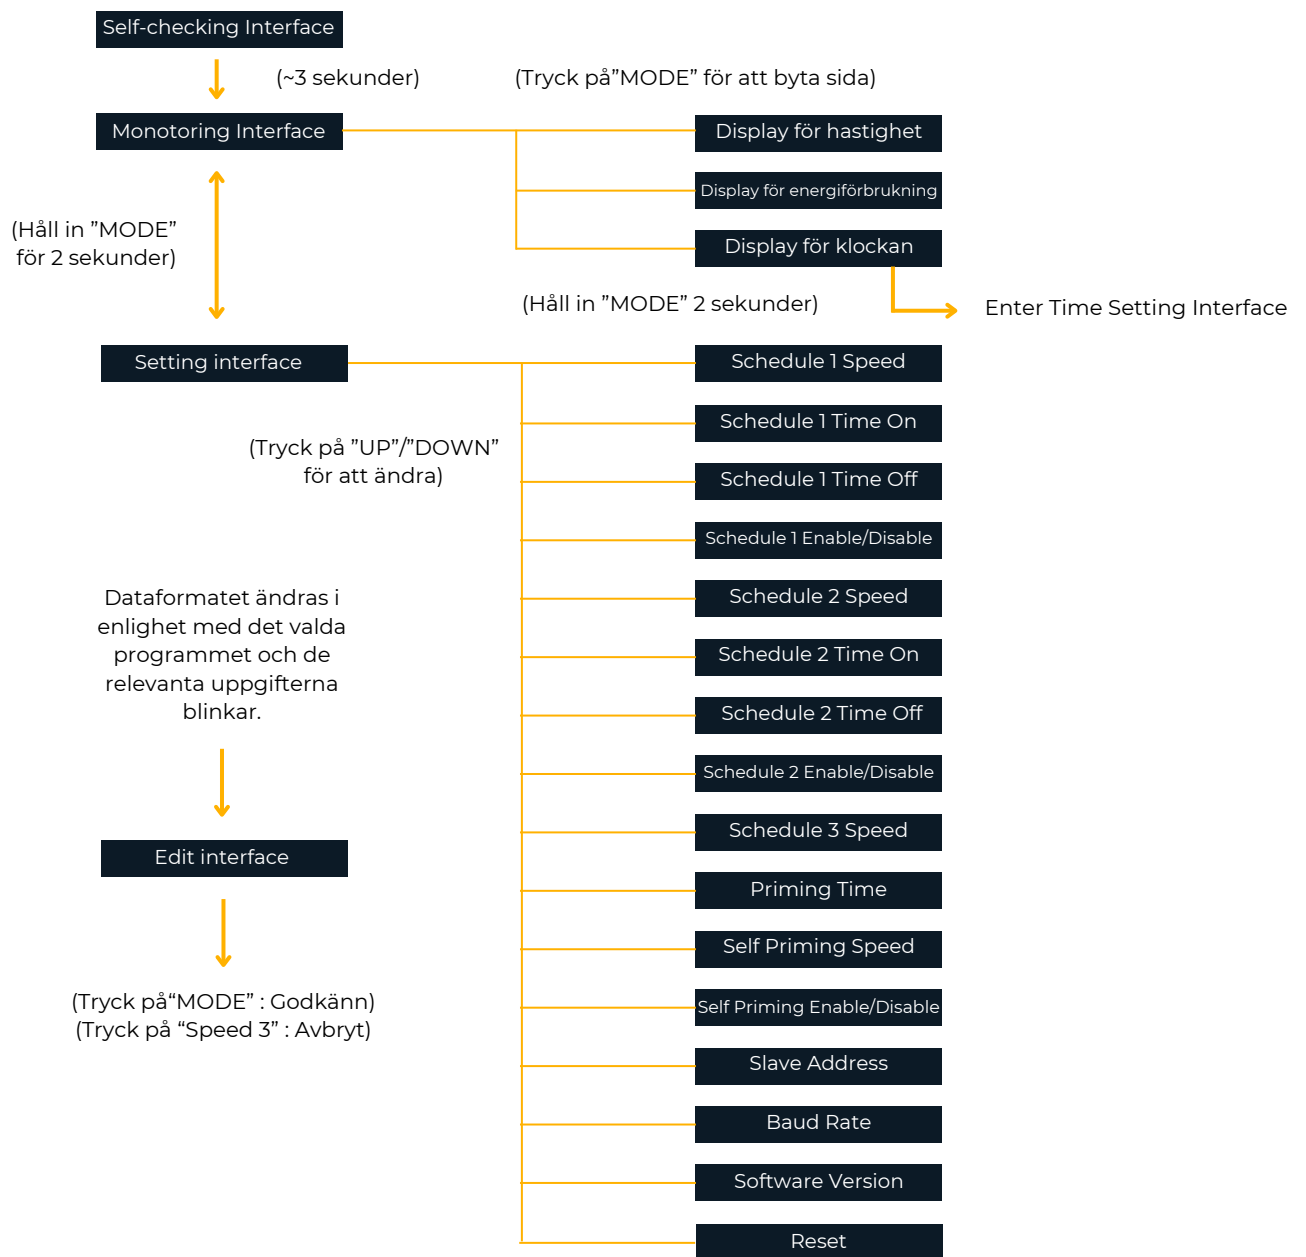 Self-checking Interface
(~3 sekunder)
(Tryck på”MODE” för att byta sida)
Monotoring Interface
Display för hastighet
Display för energiförbrukning
Display för klockan
(Håll in ”MODE”
för 2 sekunder)
(Håll in ”MODE” 2 sekunder)
Enter Time Setting Interface
Setting interface
(Tryck på ”UP”/”DOWN”
för att ändra)
Schedule 1 Speed
Schedule 1 Time On
Schedule 1 Time Off
Schedule 1 Enable/Disable
Schedule 2 Speed
Schedule 2 Time On
Schedule 2 Time Off
Schedule 2 Enable/Disable
Schedule 3 Speed
Priming Time
Self Priming Speed
Self Priming Enable/Disable
Slave Address
Baud Rate
Software Version
Reset
Dataformatet ändras i
enlighet med det valda
programmet och de
relevanta uppgifterna
blinkar.
Edit interface
(Tryck på“MODE” : Godkänn)
(Tryck på “Speed 3” : Avbryt)